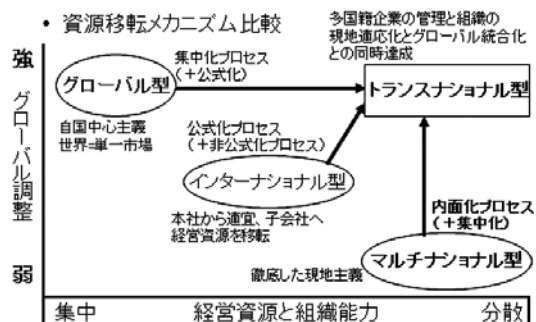 • 資源移転メカニズム比較
多国籍企業の管理と組織の
現地適応化とグローバル統合化
との同時達成
強
グローバル調整
弱
集中化プロセス
(+公式化)
グローバル型
トランスナショナル型
自国中心主義
世界=単一市場
公式化プロセス
(+非公式化プロセス)
インターナショナル型
本社から適宜、子会社へ
経営資源を移転
内面化プロセス
(+集中化)
徹底した現地主義
マルチナショナル型
集中
経営資源と組織能力
分散